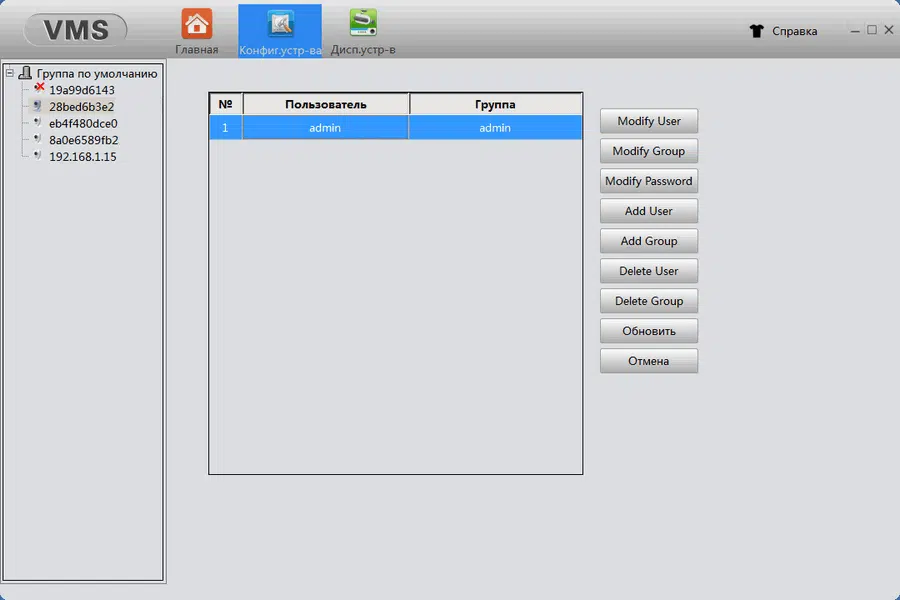 VMS
Главная
Конфиг.устр-ва
Дисп.устр-в
Справка
Группа по умолчанию
19a99d6143
28bed6b3e2
eb4f480dce0
8a0e6589fb2
192.168.1.15
№ Пользователь Группа
1 admin admin
Modify User
Modify Group
Modify Password
Add User
Add Group
Delete User
Delete Group
Обновить
Отмена